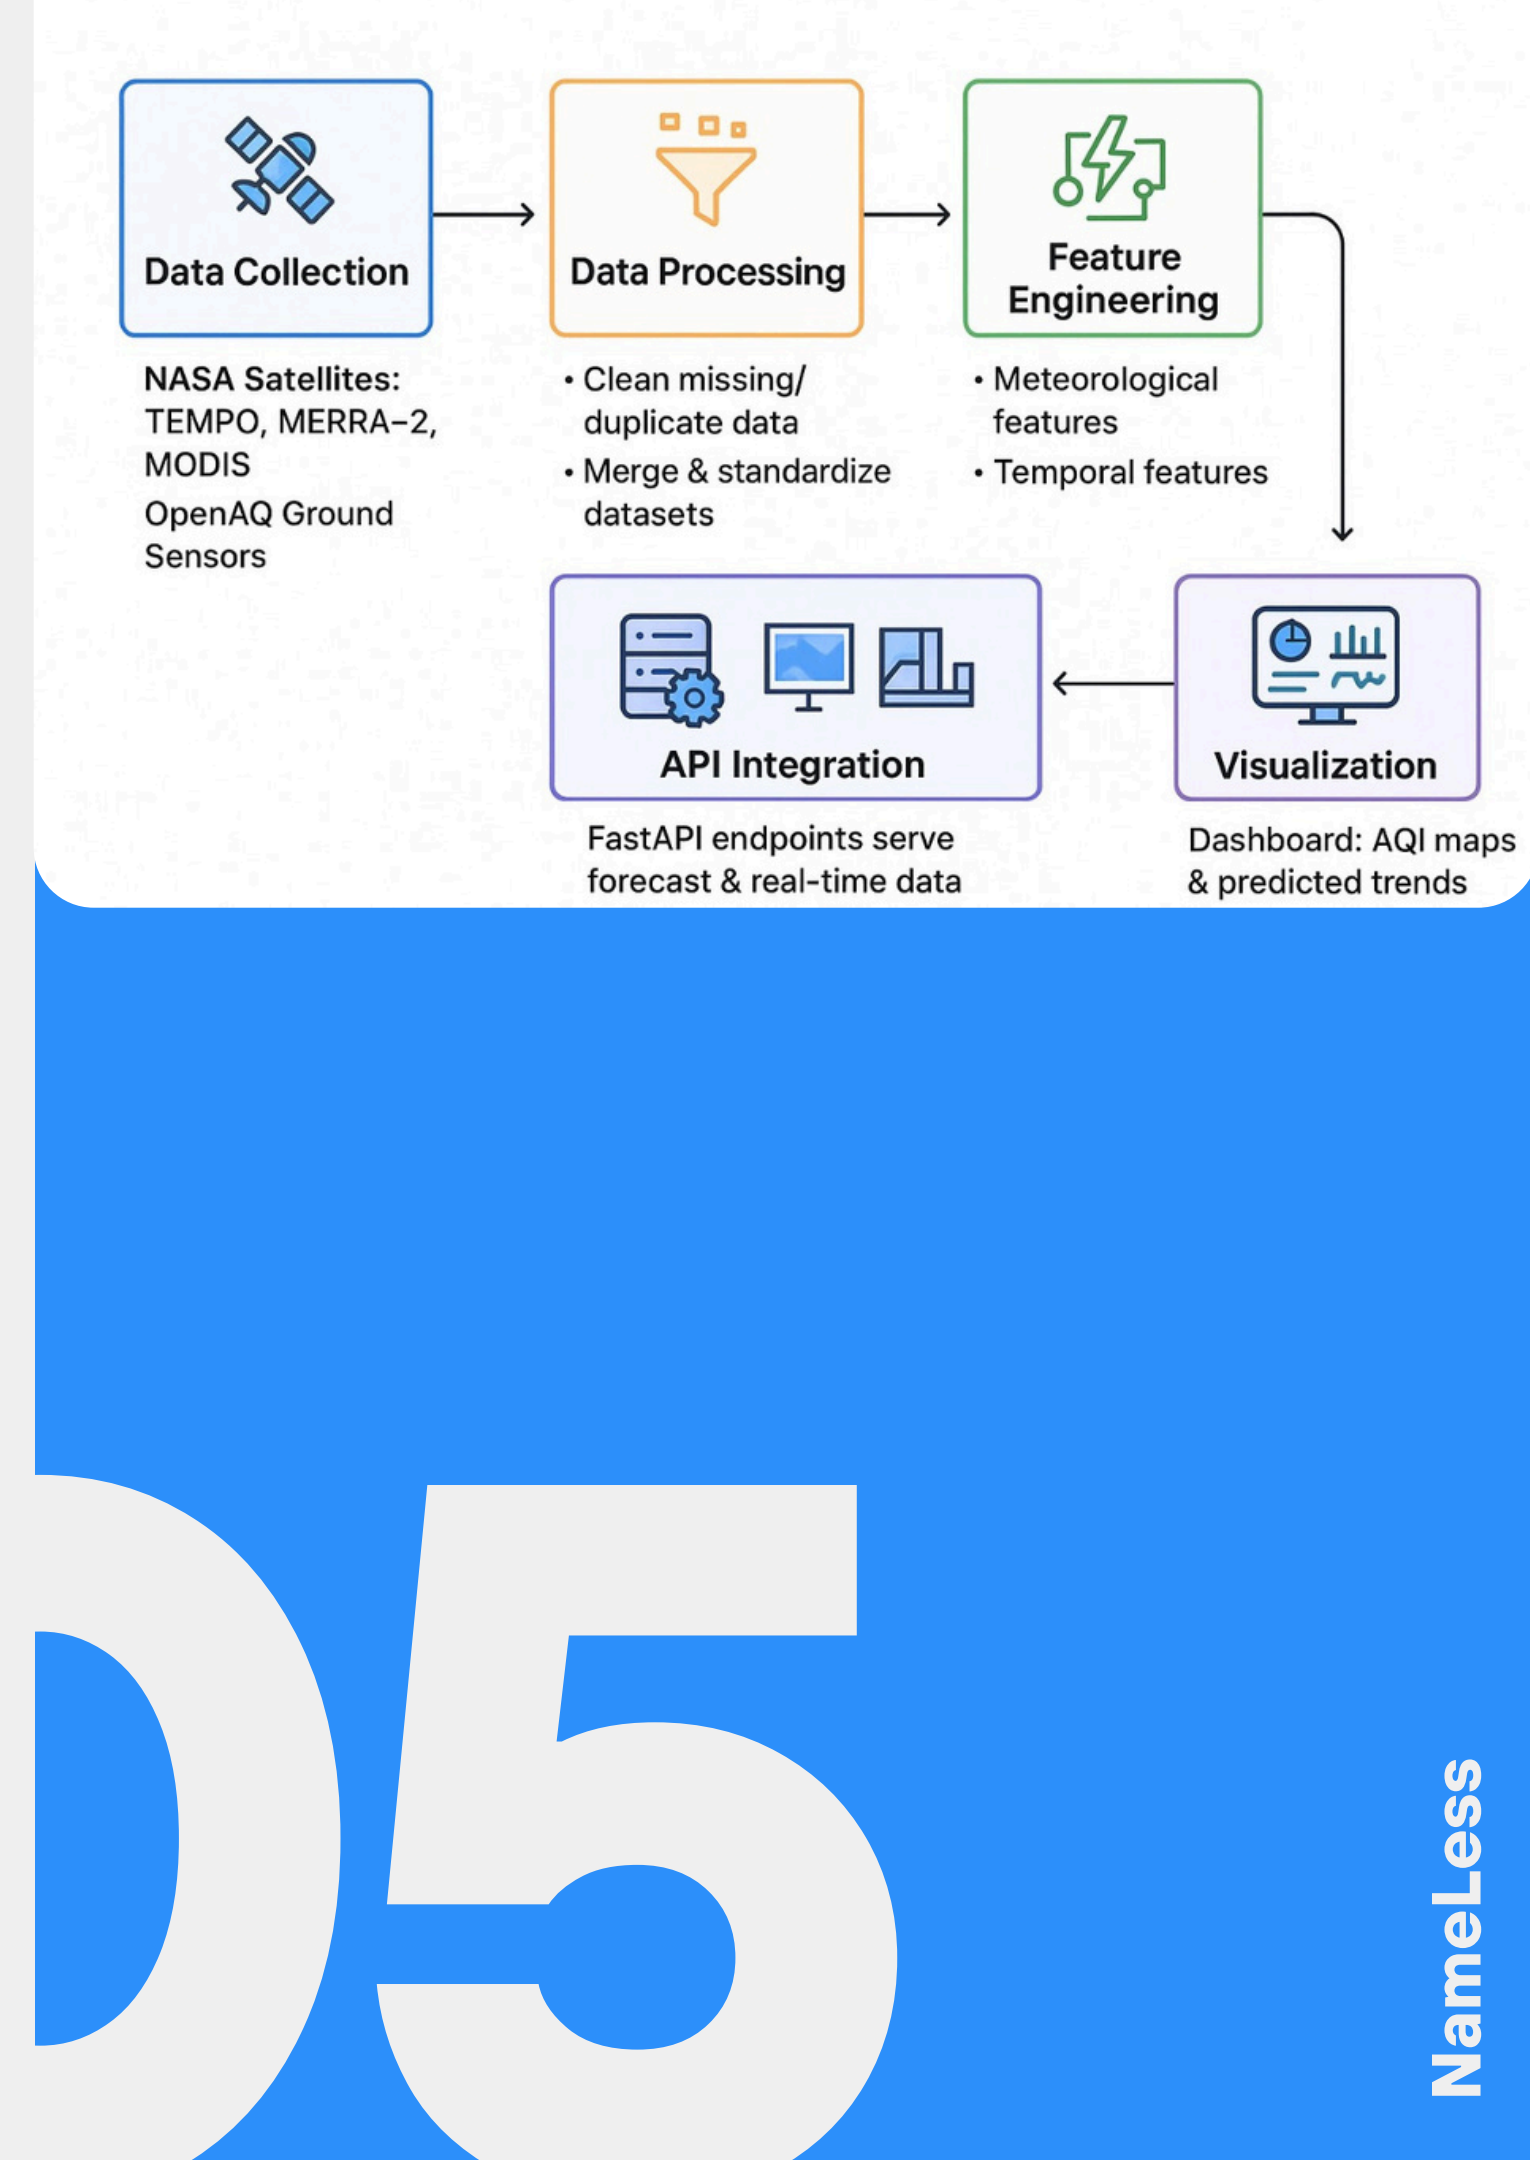 Data Collection
NASA Satellites:
TEMPO, MERRA-2,
MODIS
OpenAQ Ground
Sensors
Data Processing
• Clean missing/
duplicate data
• Merge & standardize
datasets
Feature
Engineering
• Meteorological
features
• Temporal features
Visualization
Dashboard: AQI maps
& predicted trends
API Integration
FastAPI endpoints serve
forecast & real-time data
05
NameLess